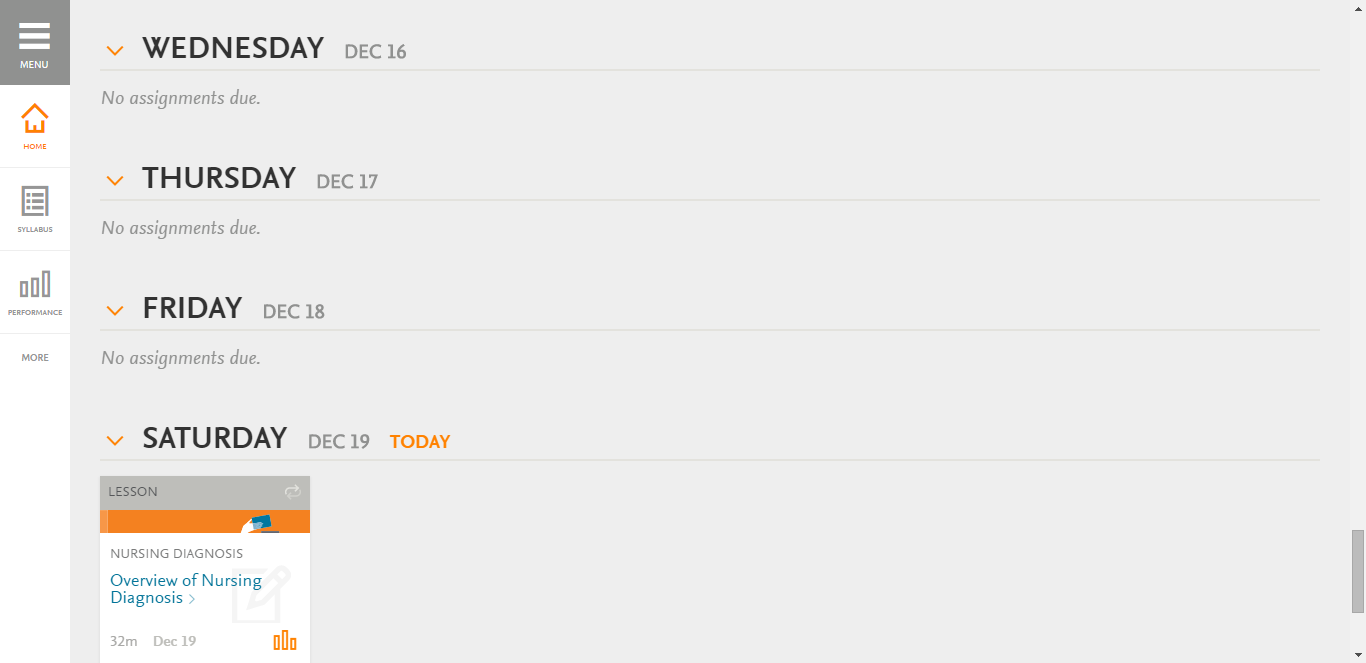 MENU
HOME
SYLLABUS
PERFORMANCE
MORE
WEDNESDAY DEC 16
No assignments due.
THURSDAY DEC 17
No assignments due.
FRIDAY DEC 18
No assignments due.
SATURDAY DEC 19 TODAY
LESSON
NURSING DIAGNOSIS
Overview of Nursing
Diagnosis >
32m Dec 19